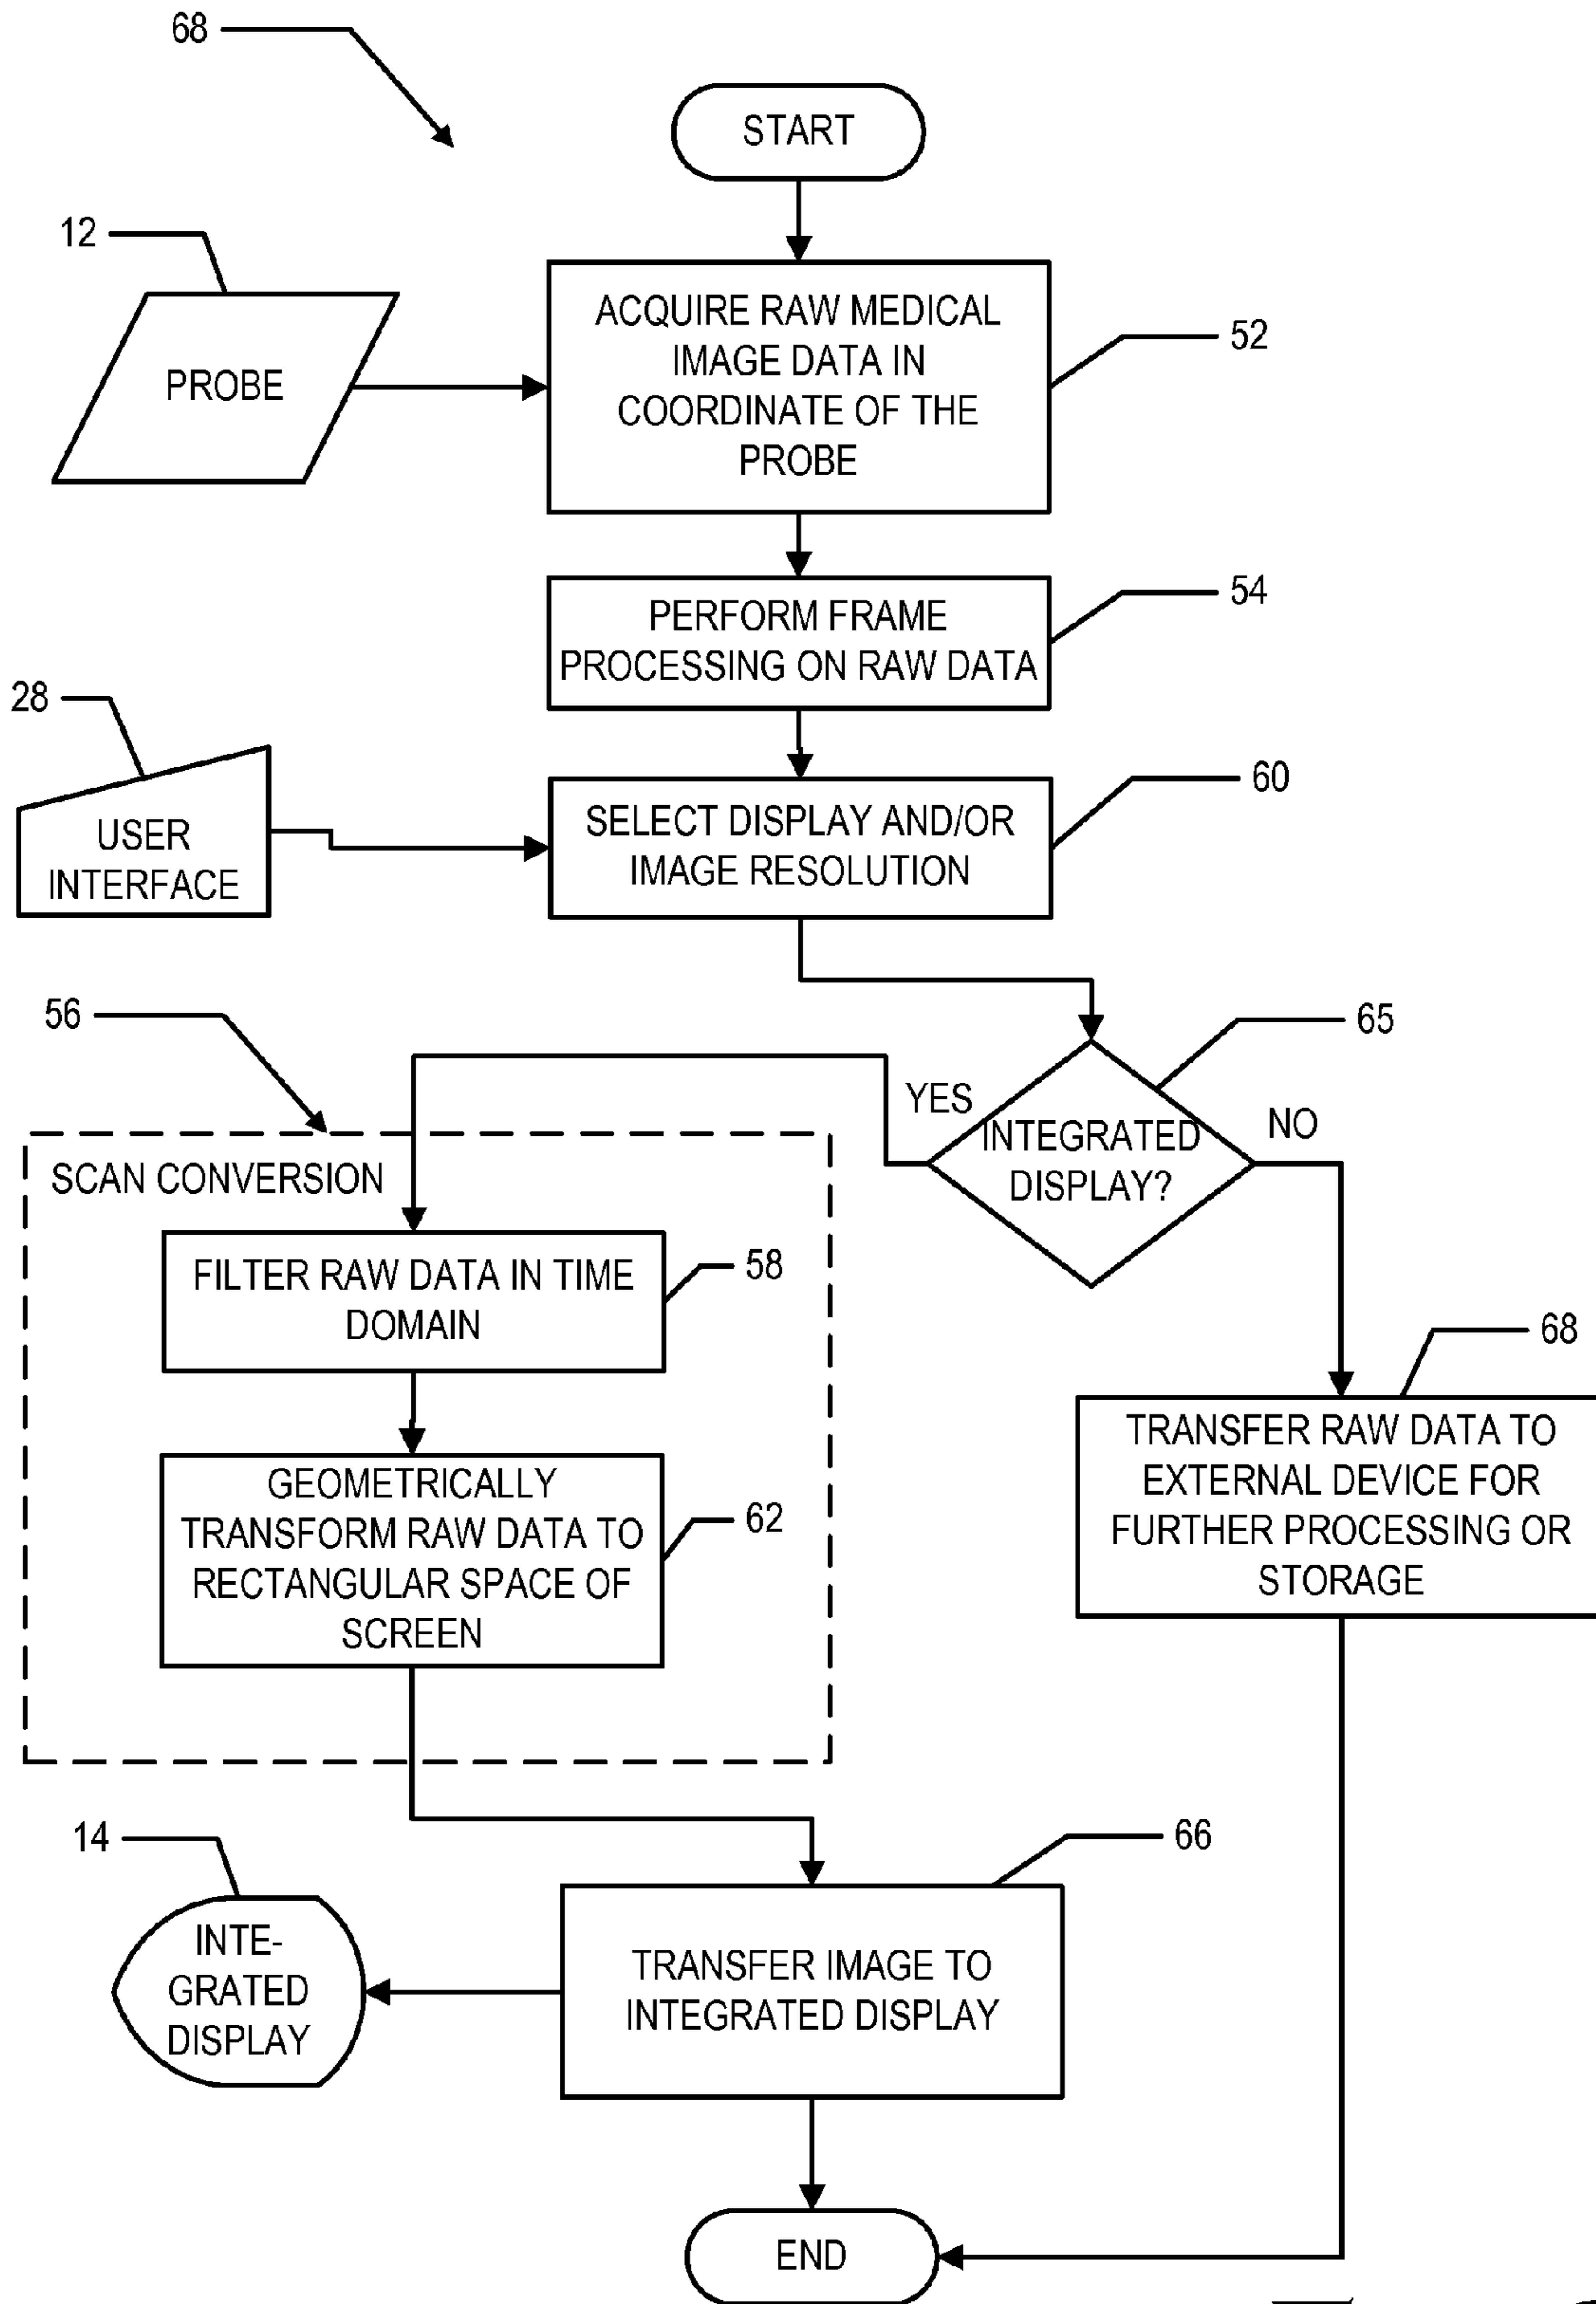 68
START
12
PROBE
ACQUIRE RAW MEDICAL
IMAGE DATA IN
COORDINATE OF THE
PROBE
52
PERFORM FRAME
PROCESSING ON RAW DATA
54
28
USER
INTERFACE
SELECT DISPLAY AND/OR
IMAGE RESOLUTION
60
56
65
YES
INTEGRATED
DISPLAY?
NO
SCAN CONVERSION
FILTER RAW DATA IN TIME
DOMAIN
58
GEOMETRICALLY
TRANSFORM RAW DATA TO
RECTANGULAR SPACE OF
SCREEN
62
68
TRANSFER RAW DATA TO
EXTERNAL DEVICE FOR
FURTHER PROCESSING OR
STORAGE
14
INTE-
GRATED
DISPLAY
66
TRANSFER IMAGE TO
INTEGRATED DISPLAY
END